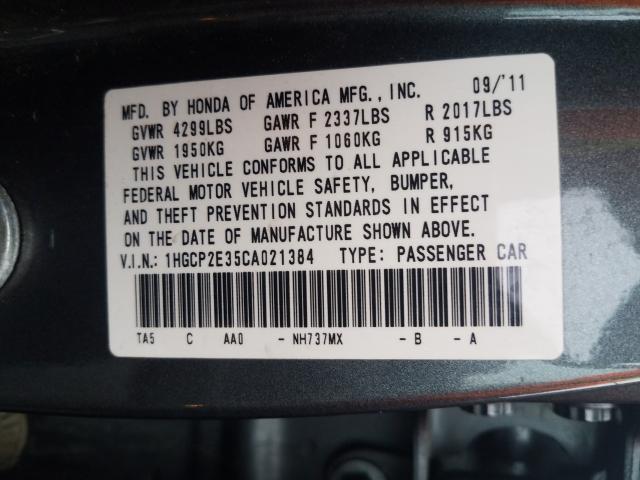 MFD. BY HONDA OF AMERICA MFG., INC. 09/'11
GVWR 4299LBS GAWR F 2337LBS R 2017LBS
GVWR 1950KG GAWR F 1060KG R 915KG
THIS VEHICLE CONFORMS TO ALL APPLICABLE
FEDERAL MOTOR VEHICLE SAFETY, BUMPER,
AND THEFT PREVENTION STANDARDS IN EFFECT
ON THE DATE OF MANUFACTURE SHOWN ABOVE.
V.I.N.: 1HGCP2E35CA021384 TYPE: PASSENGER CAR
TA5 C AA0 - NH737MX - B - A